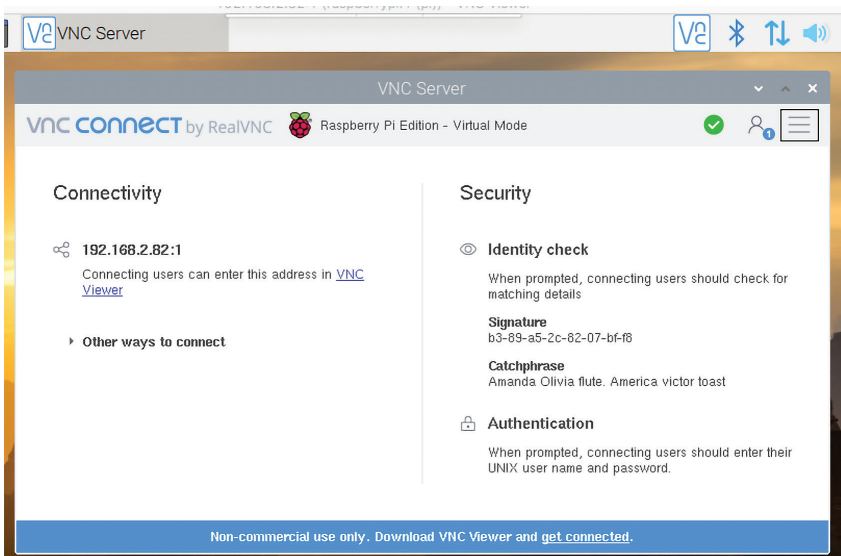 VNC Server
VNC Server
VNC CONNECT by RealVNC
Raspberry Pi Edition - Virtual Mode
1
Connectivity
192.168.2.82:1
Connecting users can enter this address in VNC
Viewer
Other ways to connect
Security
Identity check
When prompted, connecting users should check for
matching details
Signature
b3-89-a5-2c-82-07-bf-f8
Catchphrase
Amanda Olivia flute. America victor toast
Authentication
When prompted, connecting users should enter their
UNIX user name and password.
Non-commercial use only. Download VNC Viewer and get connected.